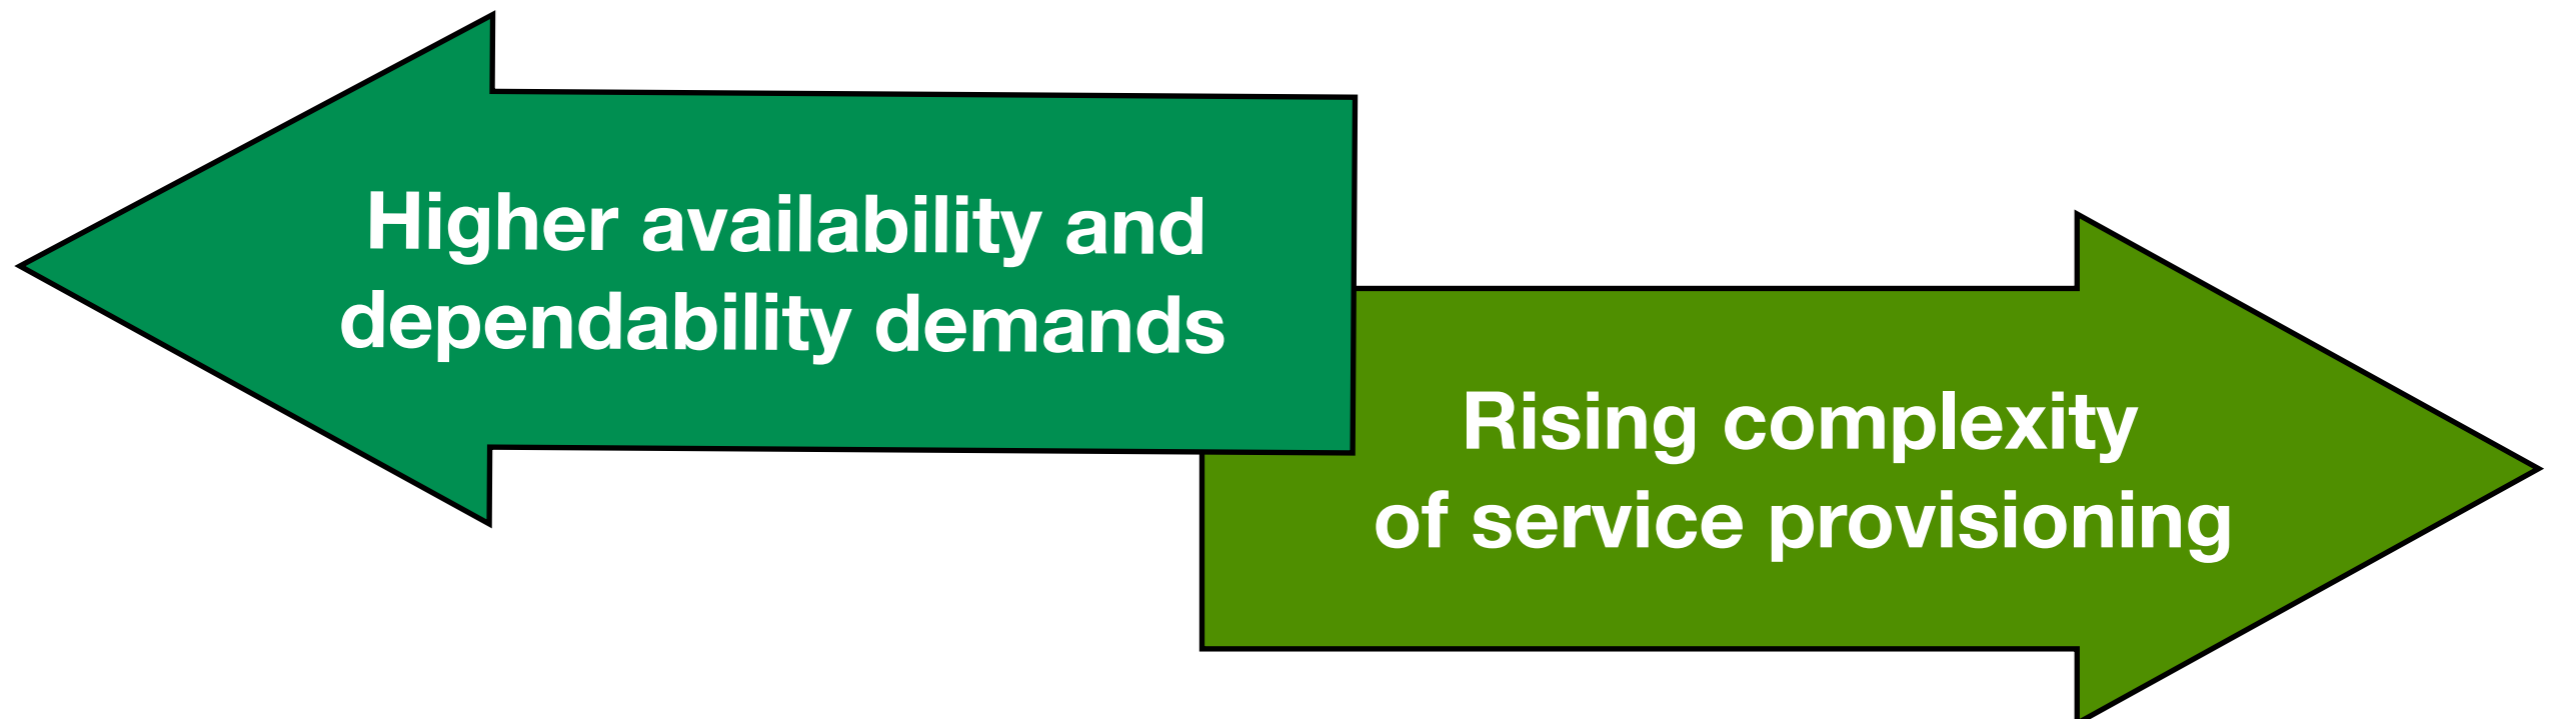 Higher availability and
dependability demands
Rising complexity
of service provisioning